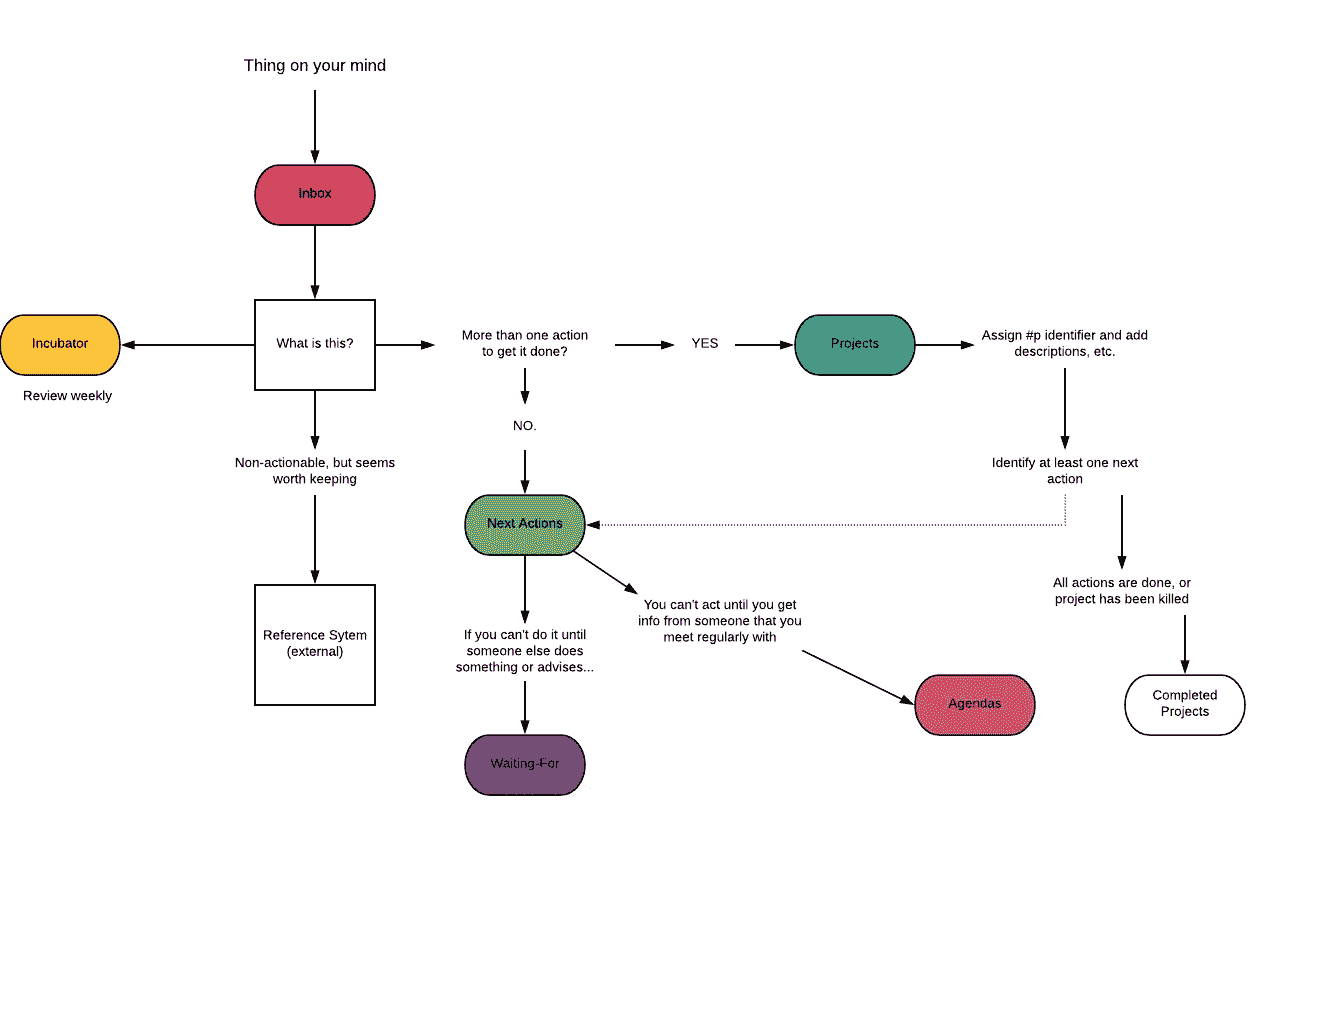 Thing on your mind
Inbox
Incubator
Review weekly
What is this?
More than one action
to get it done?
YES
Projects
Assign #p identifier and add
descriptions, etc.
NO.
Non-actionable, but seems
worth keeping
Identify at least one next
action
Next Actions
All actions are done, or
project has been killed
You can't act until you get
info from someone that you
meet regularly with
Reference Sytem
(external)
If you can't do it until
someone else does
something or advises...
Agendas
Completed
Projects
Waiting-For